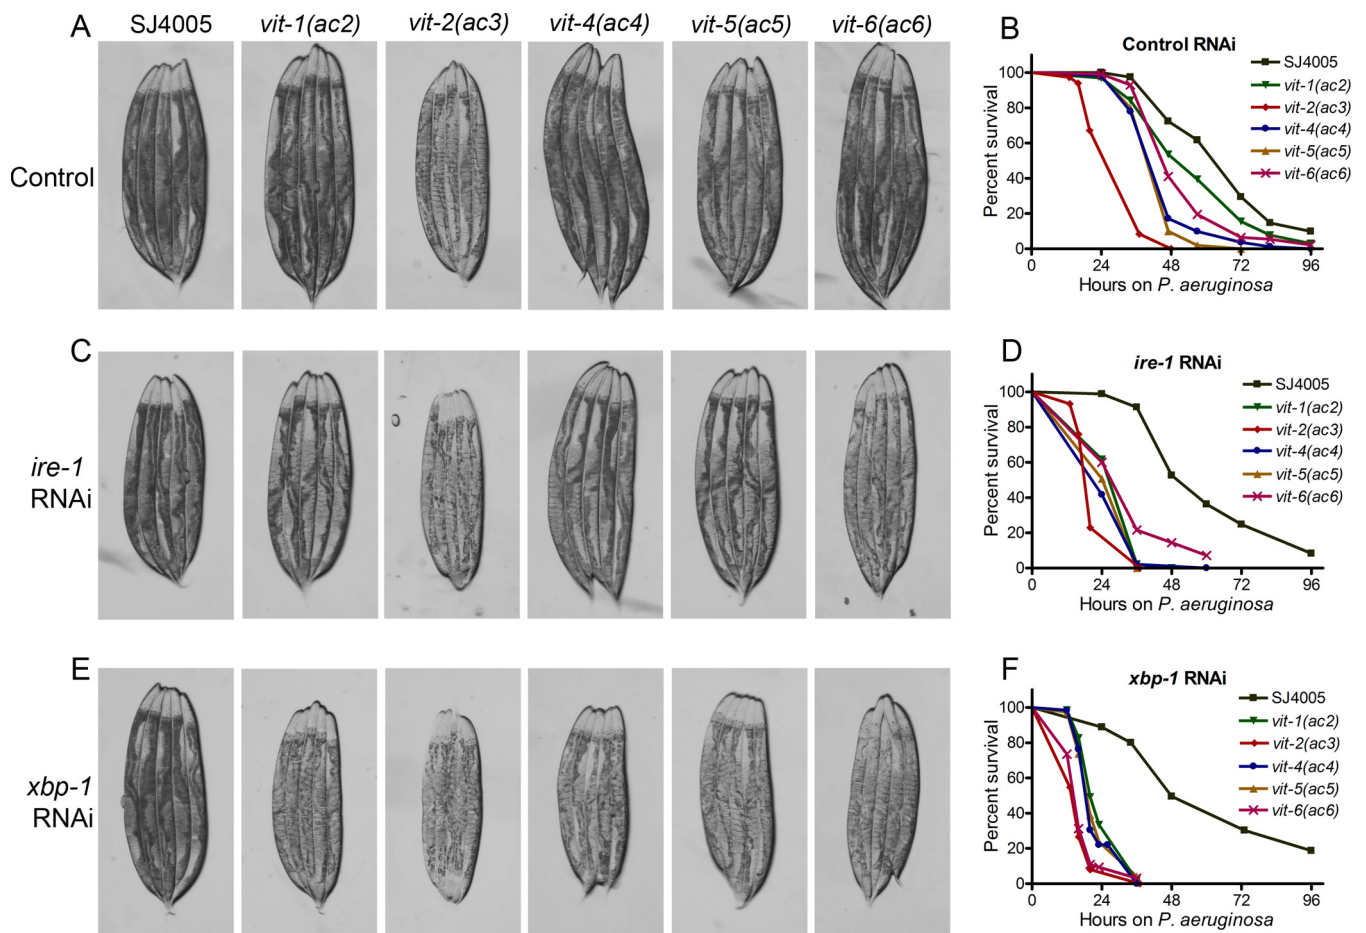 A SJ4005 vit-1(ac2) vit-2(ac3) vit-4(ac4) vit-5(ac5) vit-6(ac6)
Control
B
Control RNAi
Percent survival
100
80
60
40
20
0
0 24 48 72 96
Hours on P. aeruginosa
SJ4005
vit-1(ac2)
vit-2(ac3)
vit-4(ac4)
vit-5(ac5)
vit-6(ac6)
C
ire-1
RNAi
D
ire-1 RNAi
Percent survival
100
80
60
40
20
0
0 24 48 72 96
Hours on P. aeruginosa
SJ4005
vit-1(ac2)
vit-2(ac3)
vit-4(ac4)
vit-5(ac5)
vit-6(ac6)
E
xbp-1
RNAi
F
xbp-1 RNAi
Percent survival
100
80
60
40
20
0
0 24 48 72 96
Hours on P. aeruginosa
SJ4005
vit-1(ac2)
vit-2(ac3)
vit-4(ac4)
vit-5(ac5)
vit-6(ac6)